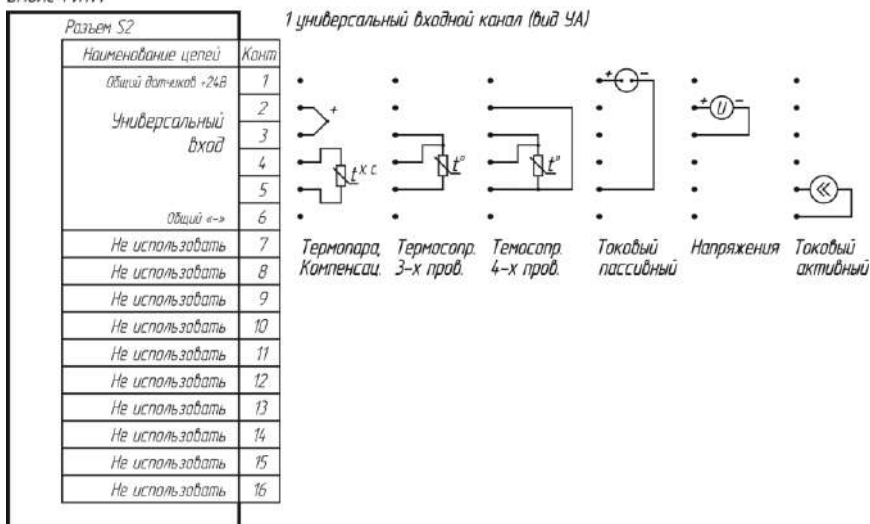 1 универсальный входной канал (вид УА)
Разъем S2
Наименование цепей Конт
Общий датчиков +24В 1
Универсальный вход
2
3
4
5
Общий «-» 6
Не использовать 7
Не использовать 8
Не использовать 9
Не использовать 10
Не использовать 11
Не использовать 12
Не использовать 13
Не использовать 14
Не использовать 15
Не использовать 16
+
t х.с.
t°
t°
+ -
+ U -
Термопара, Компенсац.
Термосопр. 3-х пров.
Темосопр. 4-х пров.
Токовый пассивный
Напряжения
Токовый активный